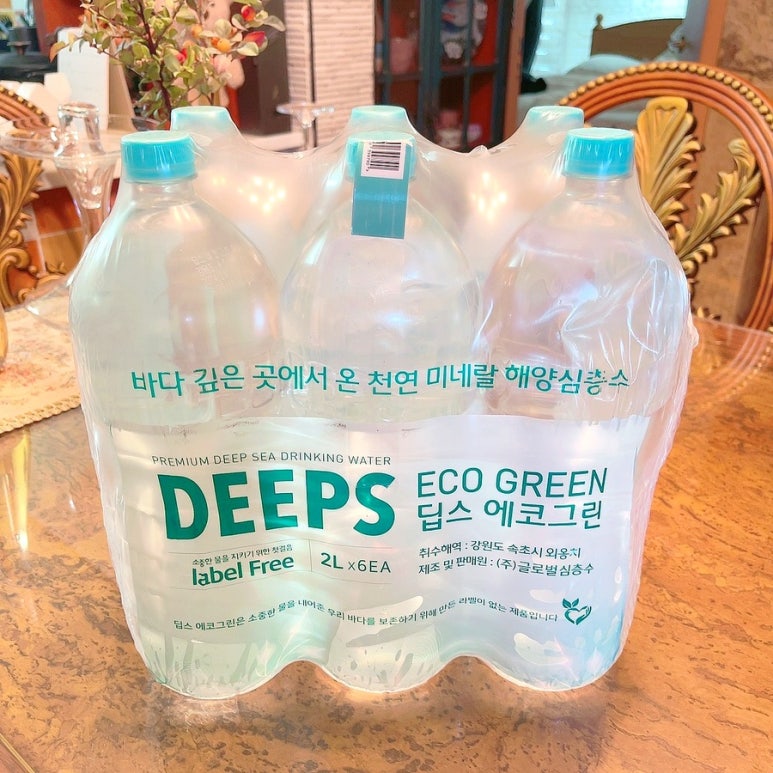 바다 깊은 곳에서 온 천연 미네랄 해양심층수
PREMIUM DEEP SEA DRINKING WATER
DEEPS
소중한 물을 지키기 위한 첫걸음
label Free
2L x6EA
ECO GREEN
딥스 에코그린
취수해역 : 강원도 속초시 외옹치
제조 및 판매원 : (주)글로벌심층수
딥스 에코그린은 소중한 물을 내어준 우리 바다를 보존하기 위해 만든 라벨이 없는 제품입니다